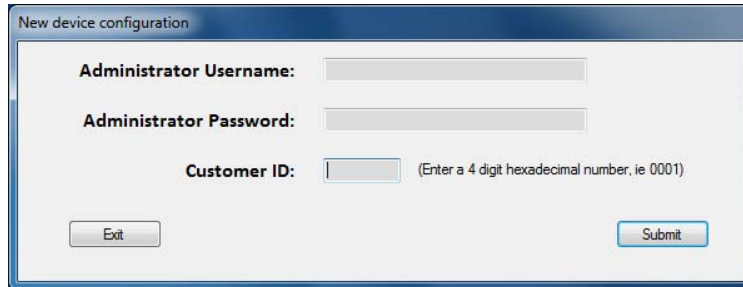 New device configuration
Administrator Username:
Administrator Password:
Customer ID: (Enter a 4 digit hexadecimal number, ie 0001)
Exit Submit